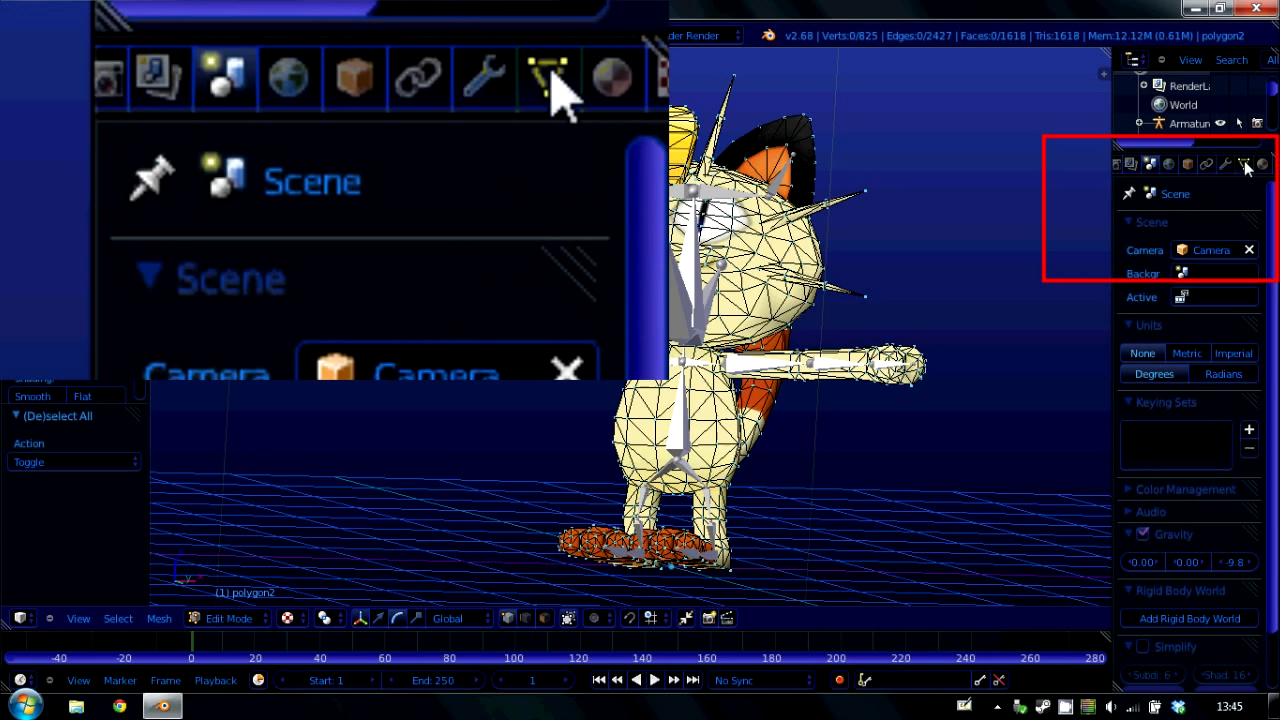 der Render
v2.68 | Verts:0/825 | Edges:0/2427 | Faces:0/1618 | Tris:1618 | Mem:12.12M (0.61M) | polygon2
View Search All
RenderLa
World
Armatur
Scene
Scene
Camera Camera
Scene
Scene
Camera Camera
Backgr
Active
Units
None Metric Imperial
Degrees Radians
Keying Sets
Color Management
Audio
Gravity
0.00 0.00 -9.8
Rigid Body World
Add Rigid Body World
Simplify
Subdi: 6 Shad: 16
Smooth Flat
(De)select All
Action
Toggle
(1) polygon2
View Select Mesh Edit Mode Global
-40 -20 0 20 40 60 80 100 120 140 160 180 200 220 240 260 280
View Marker Frame Playback Start: 1 End: 250 1 No Sync
13:45